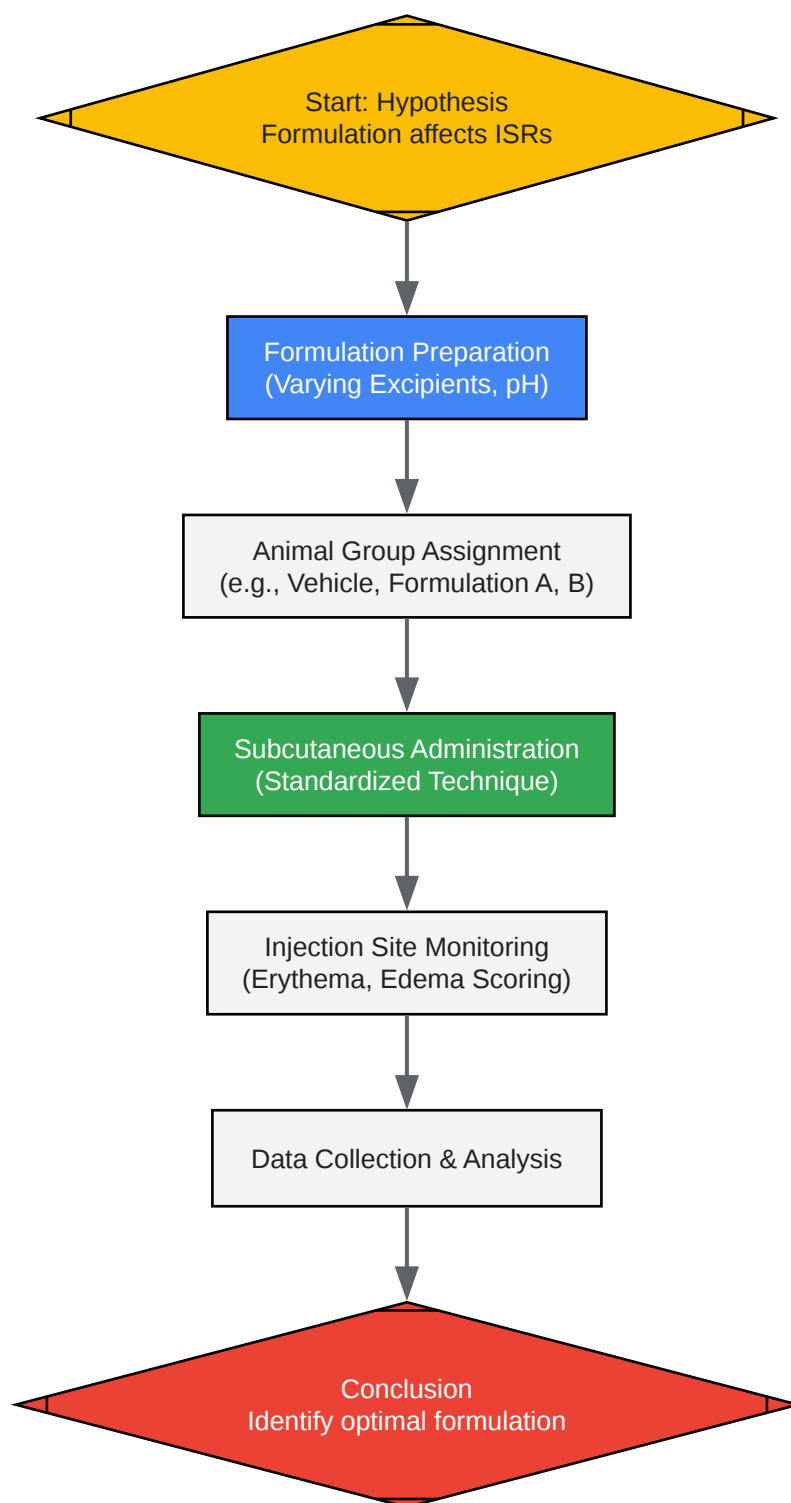 Start: Hypothesis
Formulation affects ISRs
Formulation Preparation
(Varying Excipients, pH)
Animal Group Assignment
(e.g., Vehicle, Formulation A, B)
Subcutaneous Administration
(Standardized Technique)
Injection Site Monitoring
(Erythema, Edema Scoring)
Data Collection & Analysis
Conclusion
Identify optimal formulation